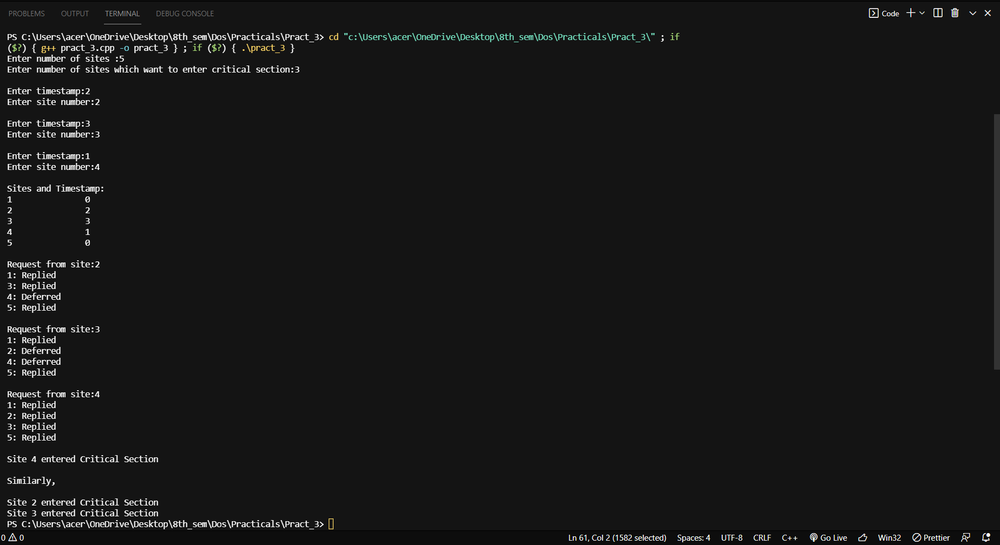 PROBLEMS OUTPUT TERMINAL DEBUG CONSOLE Code
PS C:\Users\acer\OneDrive\Desktop\8th_sem\Dos\Practicals\Pract_3> cd "c:\Users\acer\OneDrive\Desktop\8th_sem\Dos\Practicals\Pract_3\" ; if
($?) { g++ pract_3.cpp -o pract_3 } ; if ($?) { .\pract_3 }
Enter number of sites :5
Enter number of sites which want to enter critical section:3
Enter timestamp:2
Enter site number:2
Enter timestamp:3
Enter site number:3
Enter timestamp:1
Enter site number:4
Sites and Timestamp:
1 0
2 2
3 3
4 1
5 0
Request from site:2
1: Replied
3: Replied
4: Deferred
5: Replied
Request from site:3
1: Replied
2: Deferred
4: Deferred
5: Replied
Request from site:4
1: Replied
2: Replied
3: Replied
5: Replied
Site 4 entered Critical Section
Similarly,
Site 2 entered Critical Section
Site 3 entered Critical Section
PS C:\Users\acer\OneDrive\Desktop\8th_sem\Dos\Practicals\Pract_3>
0 0 Ln 61, Col 2 (1582 selected) Spaces: 4 UTF-8 CRLF C++ Go Live Win32 Prettier